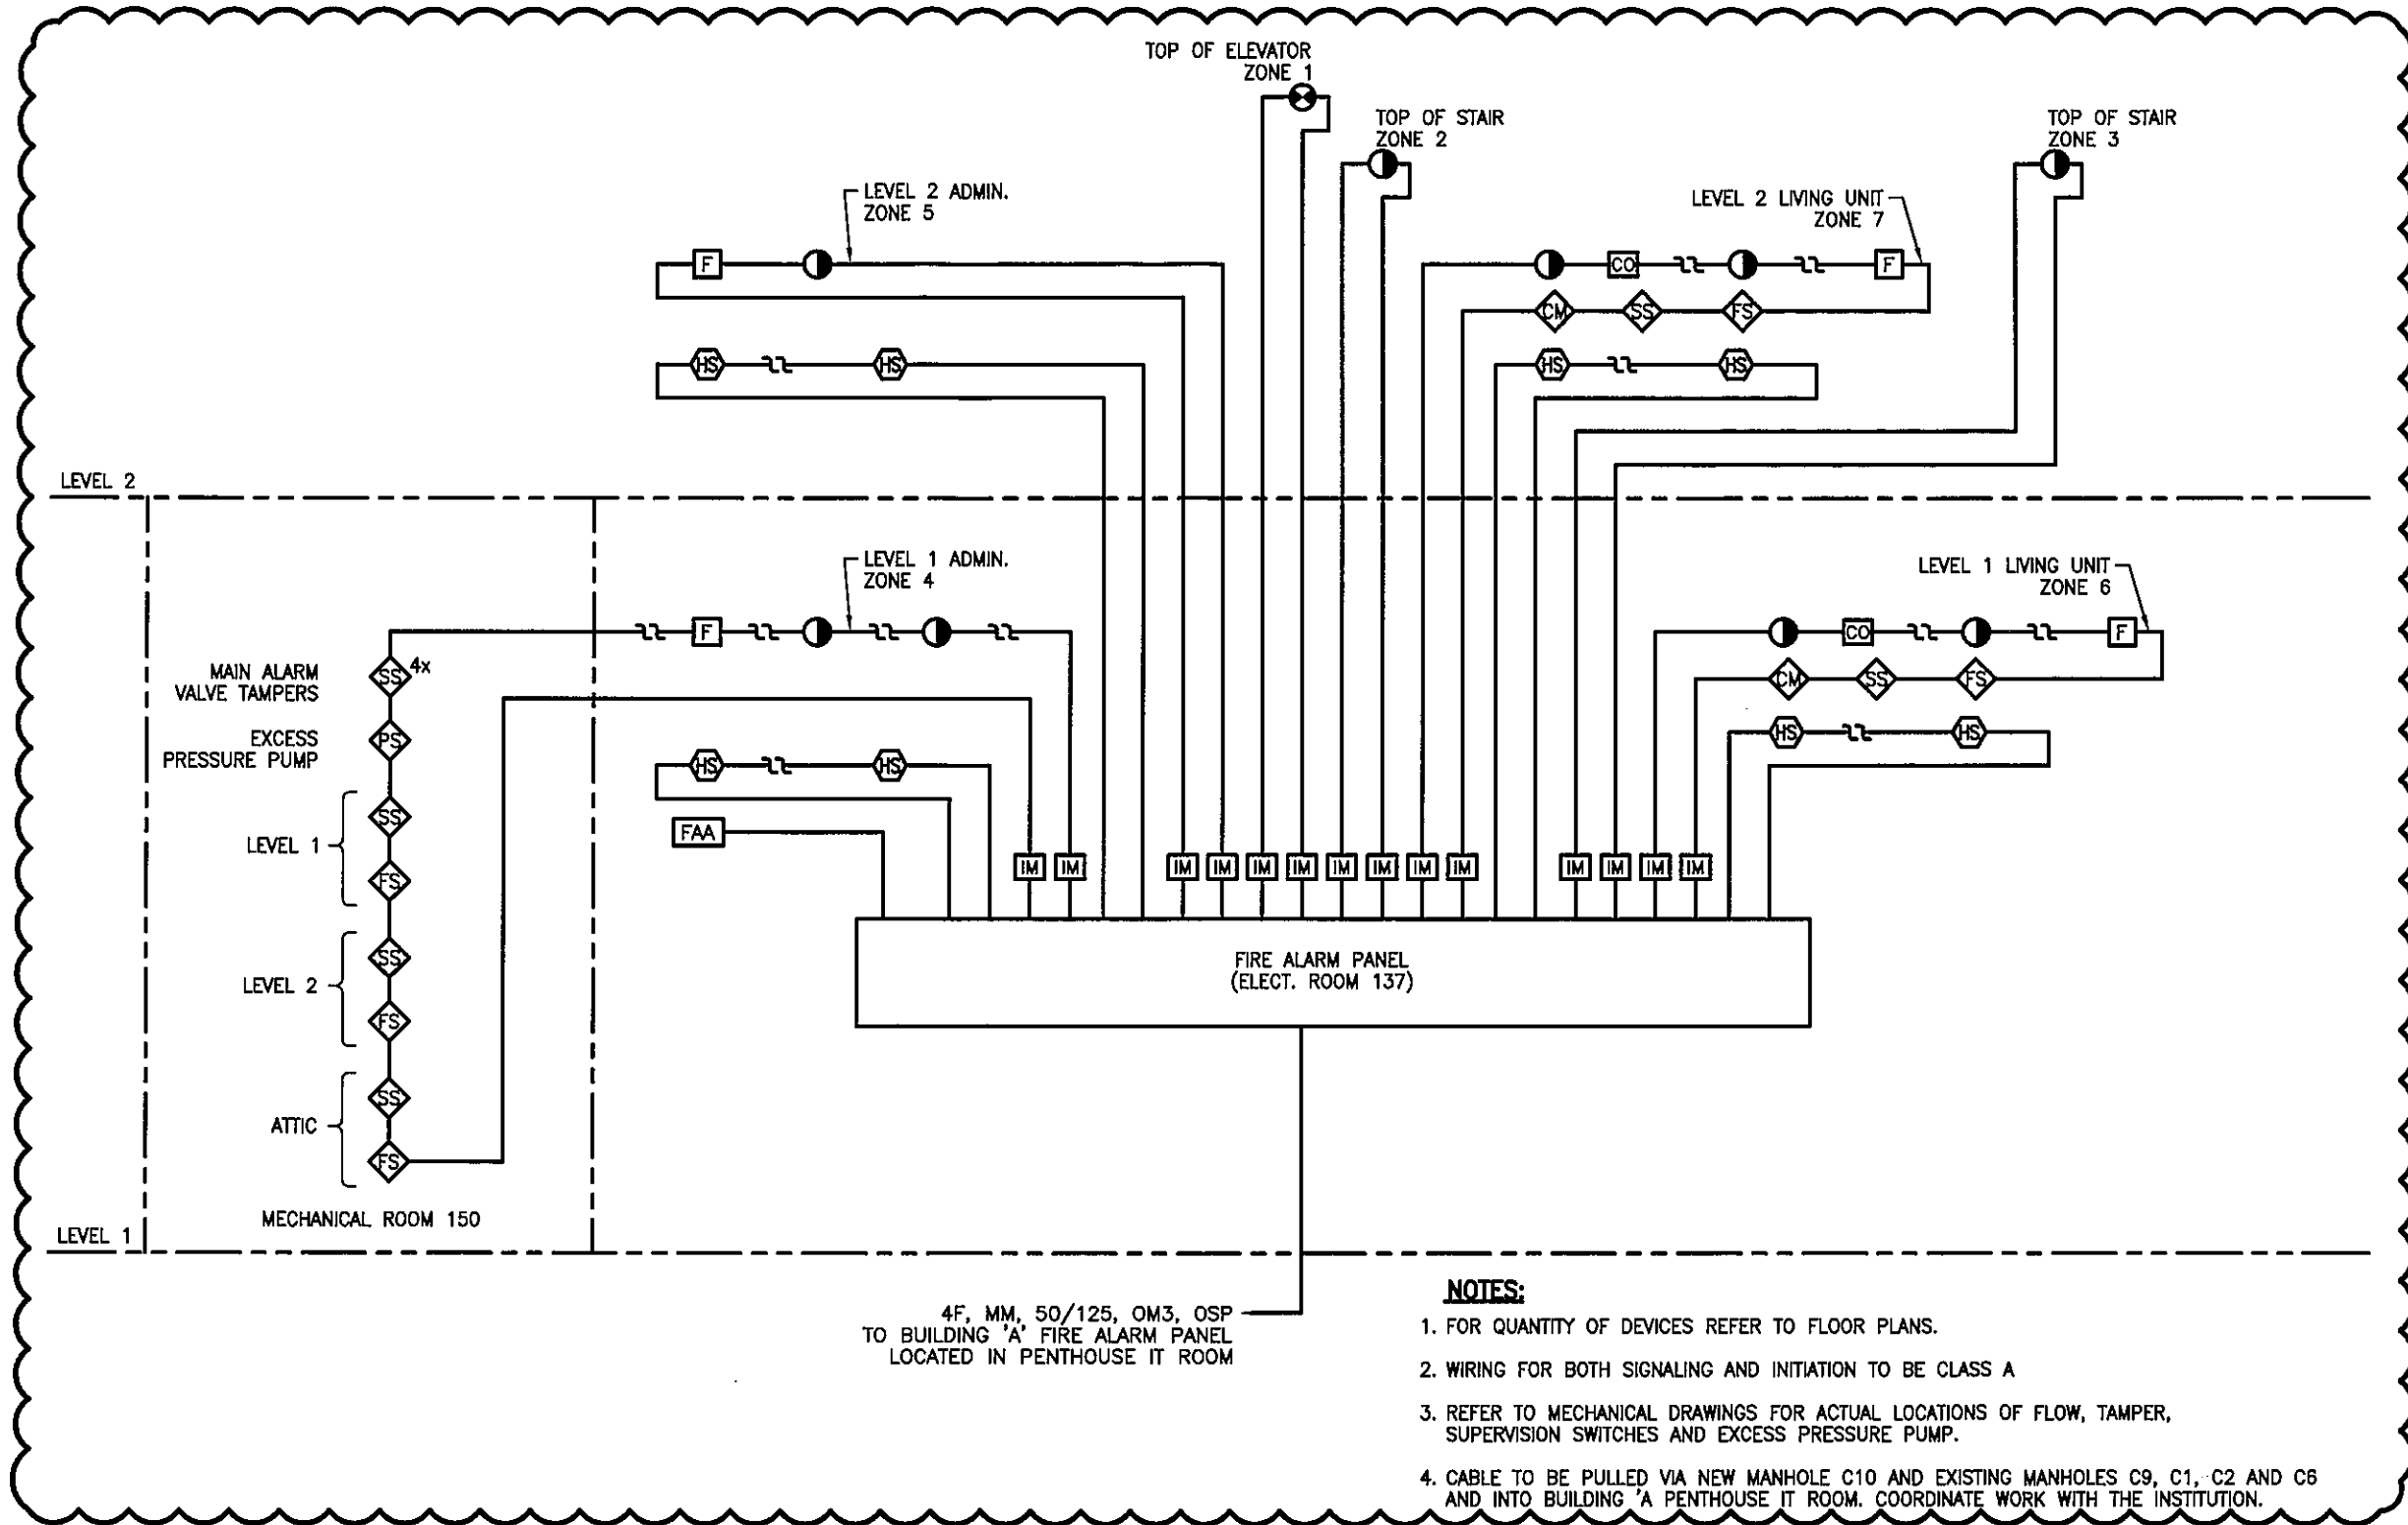 TOP OF ELEVATOR
ZONE 1
TOP OF STAIR
ZONE 2
TOP OF STAIR
ZONE 3
LEVEL 2 ADMIN.
ZONE 5
LEVEL 2 LIVING UNIT
ZONE 7
F
CO
F
CM
SS
FS
HS
HS
HS
HS
LEVEL 2
LEVEL 1 ADMIN.
ZONE 4
LEVEL 1 LIVING UNIT
ZONE 6
F
CO
F
MAIN ALARM
VALVE TAMPERS
SS
4x
CM
SS
FS
EXCESS
PRESSURE PUMP
PS
HS
HS
HS
HS
LEVEL 1
SS
FS
FAA
IM
IM
IM
IM
IM
IM
IM
IM
IM
IM
IM
IM
IM
IM
LEVEL 2
SS
FS
FIRE ALARM PANEL
(ELECT. ROOM 137)
ATTIC
SS
FS
MECHANICAL ROOM 150
LEVEL 1
4F, MM, 50/125, OM3, OSP
TO BUILDING 'A' FIRE ALARM PANEL
LOCATED IN PENTHOUSE IT ROOM
NOTES:
1. FOR QUANTITY OF DEVICES REFER TO FLOOR PLANS.
2. WIRING FOR BOTH SIGNALING AND INITIATION TO BE CLASS A
3. REFER TO MECHANICAL DRAWINGS FOR ACTUAL LOCATIONS OF FLOW, TAMPER,
SUPERVISION SWITCHES AND EXCESS PRESSURE PUMP.
4. CABLE TO BE PULLED VIA NEW MANHOLE C10 AND EXISTING MANHOLES C9, C1, C2 AND C6
AND INTO BUILDING 'A PENTHOUSE IT ROOM. COORDINATE WORK WITH THE INSTITUTION.